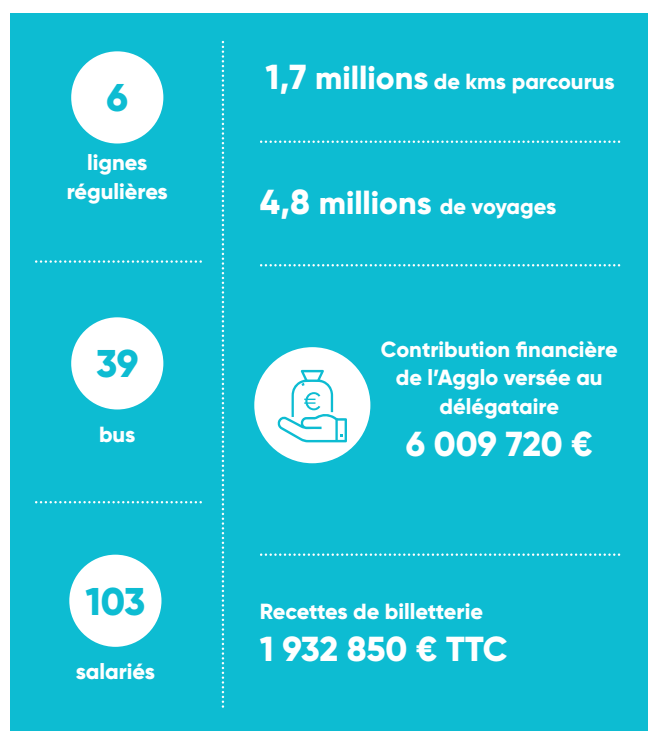 6
lignes
régulières
39
bus
103
salariés
1,7 millions de kms parcourus
4,8 millions de voyages
€
Contribution financière
de l'Agglo versée au
délégataire
6 009 720 €
Recettes de billetterie
1 932 850 € TTC